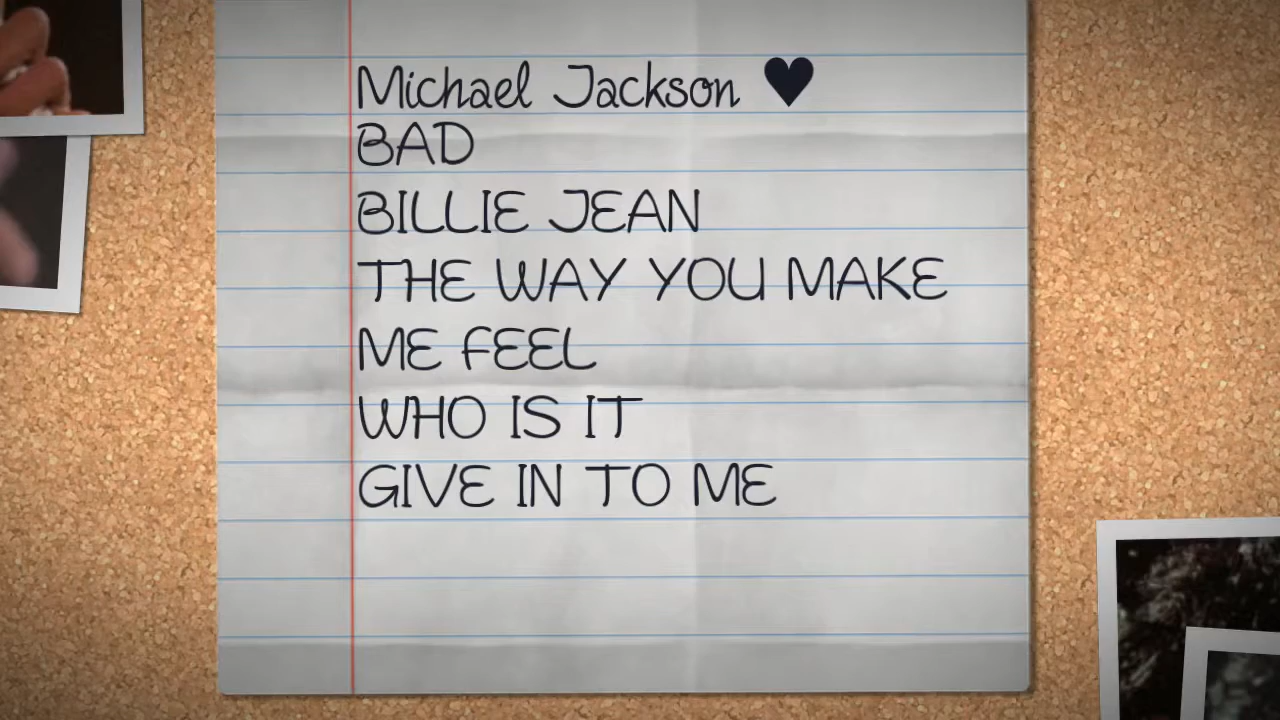 Michael Jackson ♥
BAD
BILLIE JEAN
THE WAY YOU MAKE
ME FEEL
WHO IS IT
GIVE IN TO ME